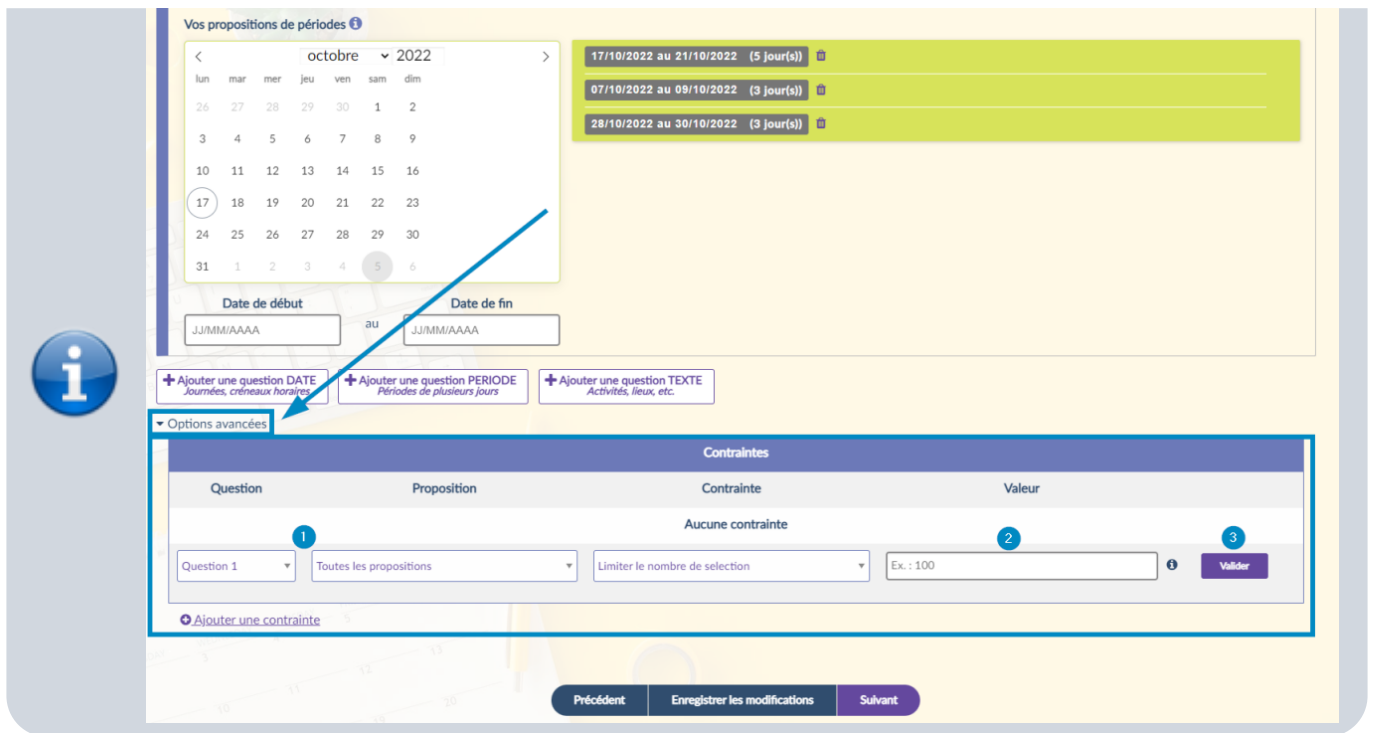 Vos propositions de périodes
octobre 2022
lun mar mer jeu ven sam dim
26 27 28 29 30 1 2
3 4 5 6 7 8 9
10 11 12 13 14 15 16
17 18 19 20 21 22 23
24 25 26 27 28 29 30
31 1 2 3 4 5 6
17/10/2022 au 21/10/2022 (5 jour(s))
07/10/2022 au 09/10/2022 (3 jour(s))
28/10/2022 au 30/10/2022 (3 jour(s))
Date de début Date de fin
JJ/MM/AAAA au JJ/MM/AAAA
Ajouter une question DATE
Journées, créneaux horaires
Ajouter une question PERIODE
Périodes de plusieurs jours
Ajouter une question TEXTE
Activités, lieux, etc.
Options avancées
Contraintes
Question Proposition Contrainte Valeur
Aucune contrainte
1 2 3
Question 1 Toutes les propositions Limiter le nombre de selection Ex. : 100 Valider
Ajouter une contrainte
Précédent Enregistrer les modifications Suivant